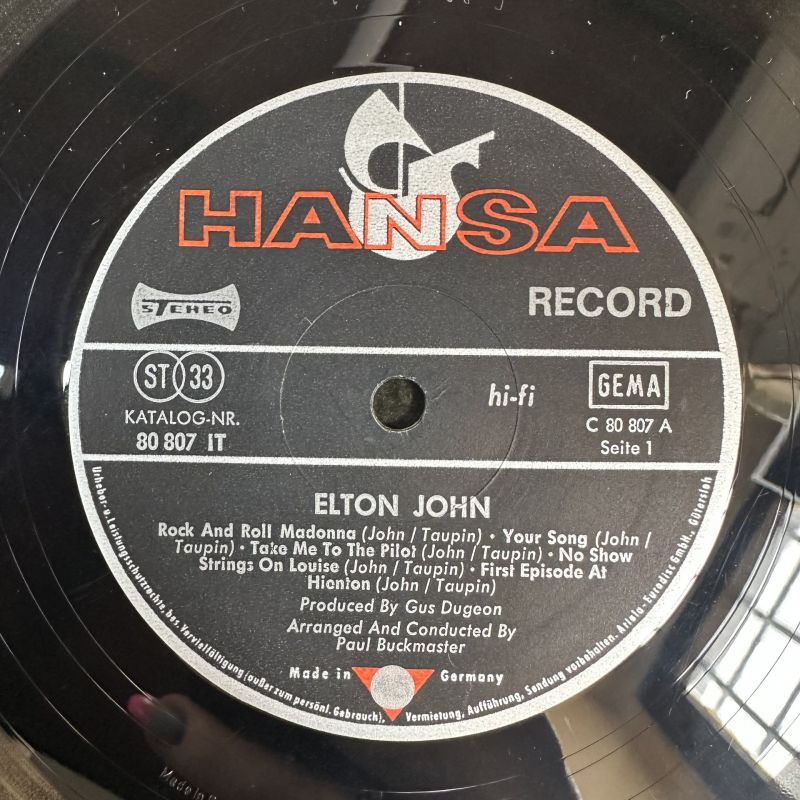 HANSA
RECORD
STEREO
ST 33
KATALOG-NR.
80 807 IT
hi-fi
GEMA
C 80 807 A
Seite 1
ELTON JOHN
Rock And Roll Madonna (John / Taupin) • Your Song (John /
Taupin) • Take Me To The Pilot (John / Taupin) • No Show
Strings On Louise (John / Taupin) • First Episode At
Hienton (John / Taupin)
Produced By Gus Dugeon
Arranged And Conducted By
Paul Buckmaster
Made in Germany
Urheber- u. Leistungsschutzrechte, bes. Vervielfältigung (außer zum persönl. Gebrauch), Vermietung, Aufführung, Sendung vorbehalten. Ariola-Eurodisc GmbH., Gütersloh
Made in